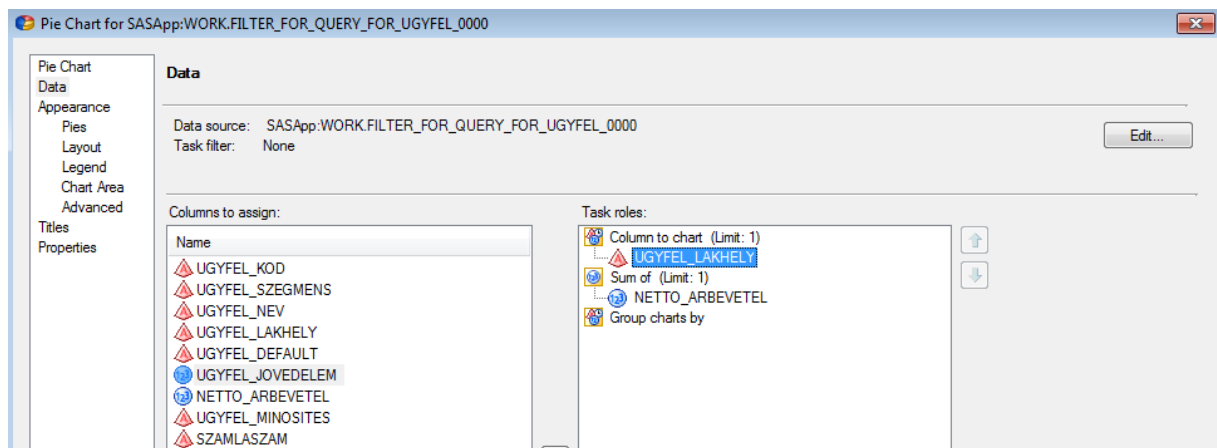 Pie Chart for SASApp:WORK.FILTER_FOR_QUERY_FOR_UGYFEL_0000
Pie Chart
Data
Appearance
Pies
Layout
Legend
Chart Area
Advanced
Titles
Properties
Data
Data source: SASApp:WORK.FILTER_FOR_QUERY_FOR_UGYFEL_0000
Task filter: None
Edit...
Columns to assign:
Name
UGYFEL_KOD
UGYFEL_SZEGMENS
UGYFEL_NEV
UGYFEL_LAKHELY
UGYFEL_DEFAULT
UGYFEL_JOVEDELEM
NETTO_ARBEVETEL
UGYFEL_MINOSITES
SZAMLASZAM
Task roles:
Column to chart (Limit: 1)
UGYFEL_LAKHELY
Sum of (Limit: 1)
NETTO_ARBEVETEL
Group charts by